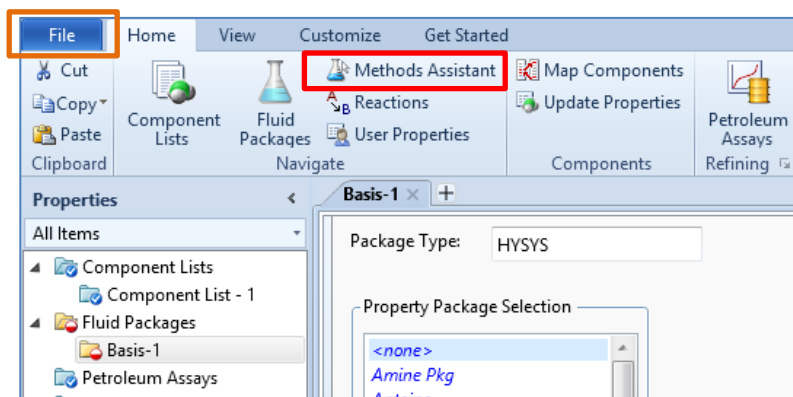 File Home View Customize Get Started
Cut Methods Assistant Map Components
Copy Reactions Update Properties
Paste Component Lists Fluid Packages User Properties Petroleum Assays
Clipboard Navigate Components Refining
Properties Basis-1
All Items Package Type: HYSYS
Component Lists
Component List - 1 Property Package Selection
Fluid Packages
Basis-1 <none>
Petroleum Assays Amine Pkg